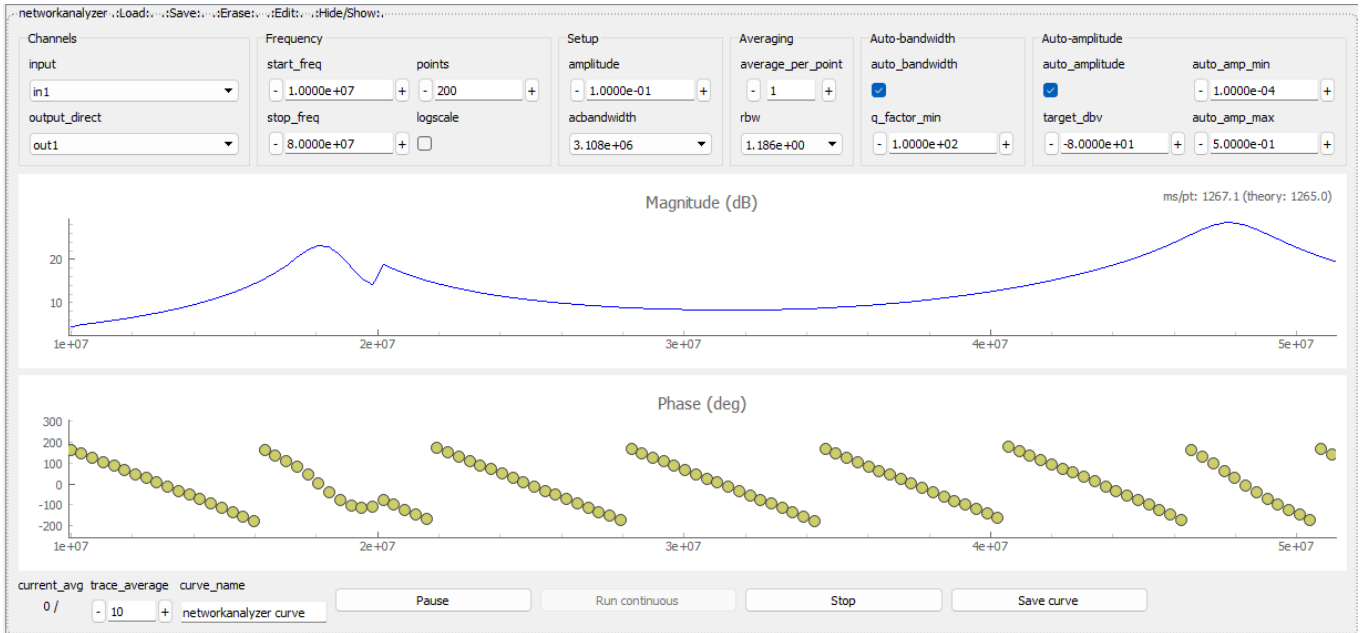 networkanalyzer .:Load:. .:Save:. .:Erase:. .:Edit:. .:Hide/Show:.
Channels Frequency Setup Averaging Auto-bandwidth Auto-amplitude
input start_freq points amplitude average_per_point auto_bandwidth auto_amplitude auto_amp_min
in1 - 1.0000e+07 + - 200 + - 1.0000e-01 + - 1 + - 1.0000e-04 +
output_direct stop_freq logscale acbandwidth rbw q_factor_min target_dbv auto_amp_max
out1 - 8.0000e+07 + 3.108e+06 1.186e+00 - 1.0000e+02 + - -8.0000e+01 + - 5.0000e-01 +
Magnitude (dB) ms/pt: 1267.1 (theory: 1265.0)
20
10
1e+07 2e+07 3e+07 4e+07 5e+07
Phase (deg)
300
200
100
0
-100
-200
1e+07 2e+07 3e+07 4e+07 5e+07
current_avg trace_average curve_name
0 / - 10 + networkanalyzer curve Pause Run continuous Stop Save curve